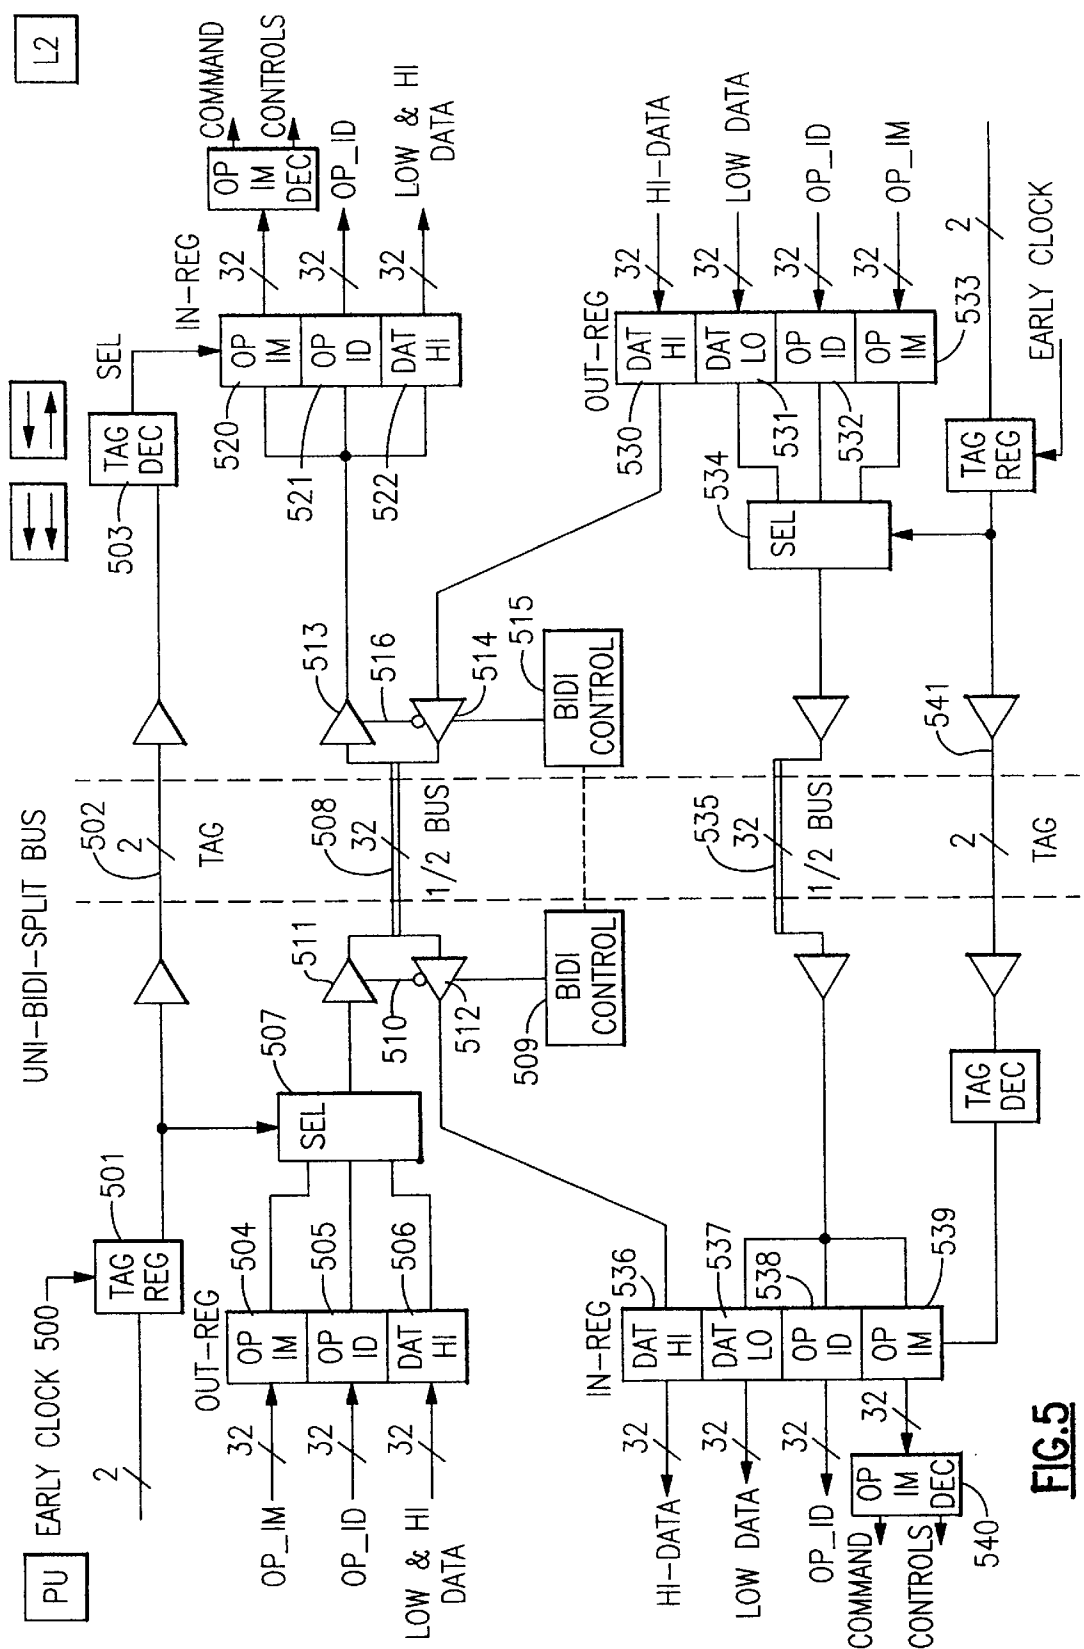 UNI-BIDI-SPLIT BUS
PU
L2
EARLY CLOCK 500
2
TAG
REG
501
502
2
TAG
TAG
DEC
503
SEL
OUT-REG
OP_IM
32
OP
IM
504
OP_ID
32
OP
ID
505
LOW & HI
DATA
32
DAT
HI
506
SEL
507
511
510
512
508
32
1/2 BUS
BIDI
CONTROL
509
513
516
514
BIDI
CONTROL
515
IN-REG
OP
IM
520
32
OP
IM
DEC
COMMAND
CONTROLS
OP
ID
521
32
OP_ID
DAT
HI
522
32
LOW & HI
DATA
IN-REG
HI-DATA
32
DAT
HI
536
LOW DATA
32
DAT
LO
537
OP_ID
32
OP
ID
538
32
OP
IM
539
COMMAND
CONTROLS
OP
IM
DEC
540
TAG
DEC
535
32
1/2 BUS
2
TAG
541
OUT-REG
DAT
HI
530
32
HI-DATA
DAT
LO
531
32
LOW DATA
OP
ID
532
32
OP_ID
OP
IM
533
32
OP_IM
SEL
534
TAG
REG
2
EARLY CLOCK
FIG.5